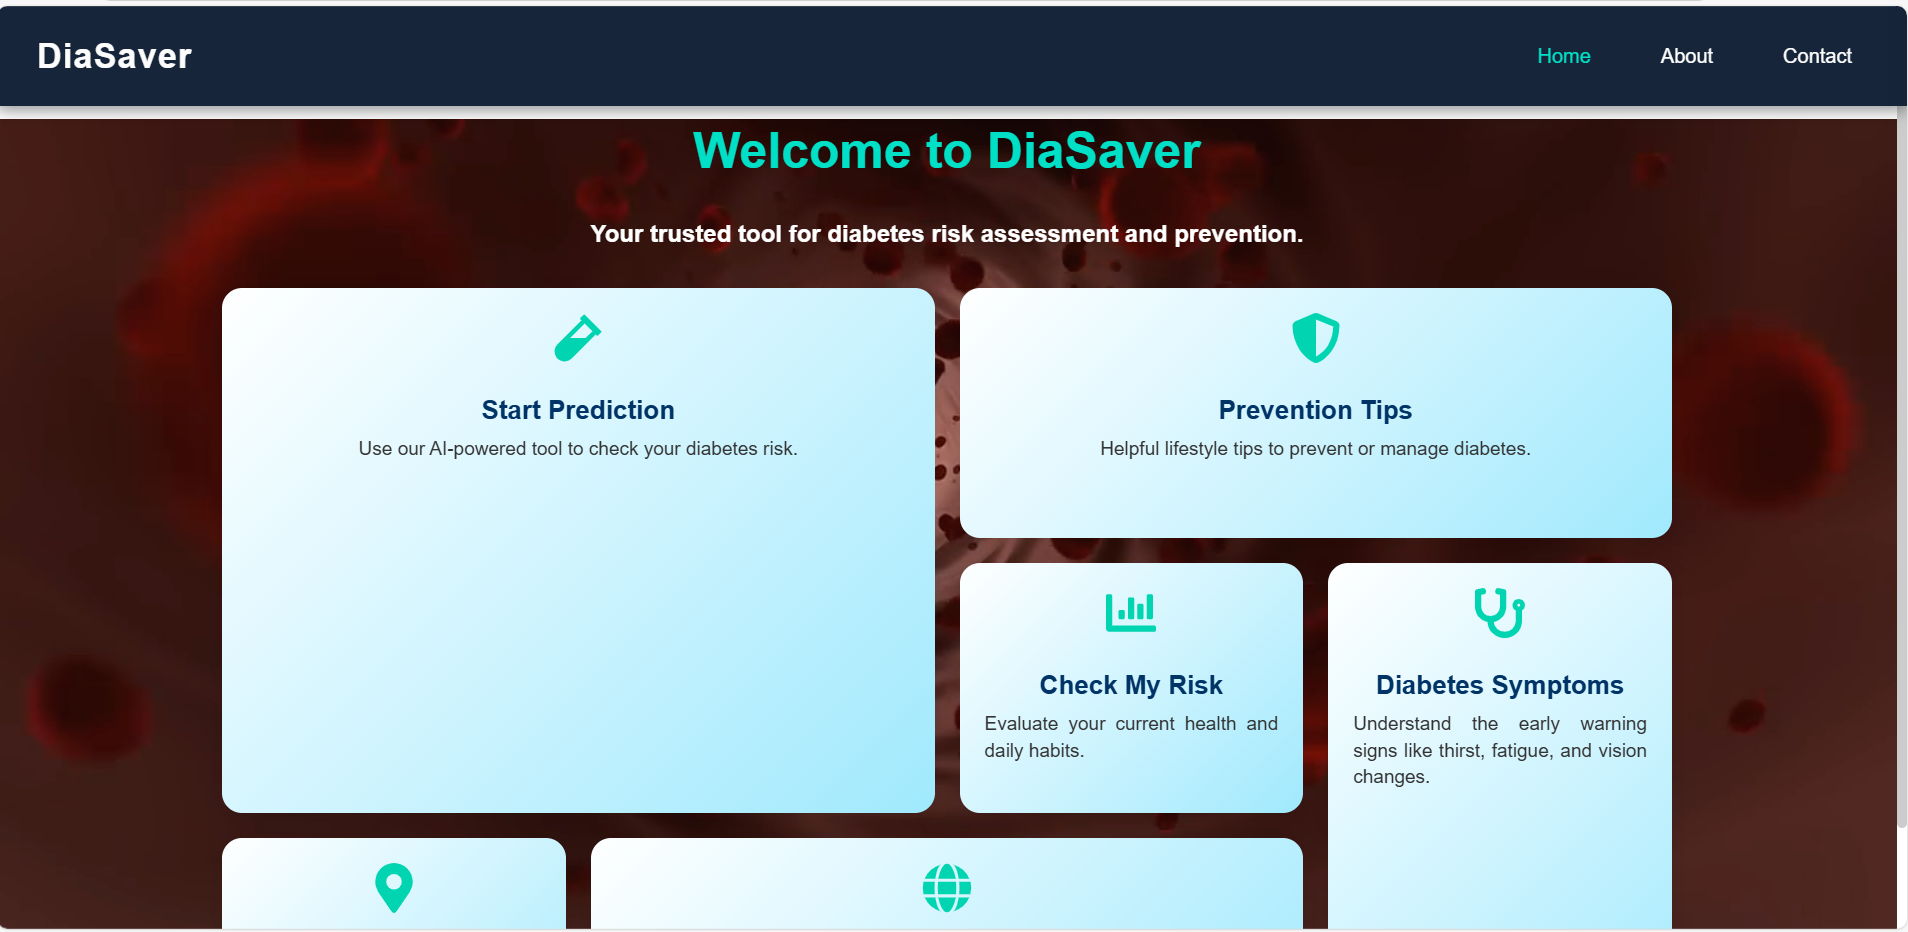 DiaSaver
Home
About
Contact
Welcome to DiaSaver
Your trusted tool for diabetes risk assessment and prevention.
Start Prediction
Use our AI-powered tool to check your diabetes risk.
Prevention Tips
Helpful lifestyle tips to prevent or manage diabetes.
Check My Risk
Evaluate your current health and
daily habits.
Diabetes Symptoms
Understand the early warning
signs like thirst, fatigue, and vision
changes.